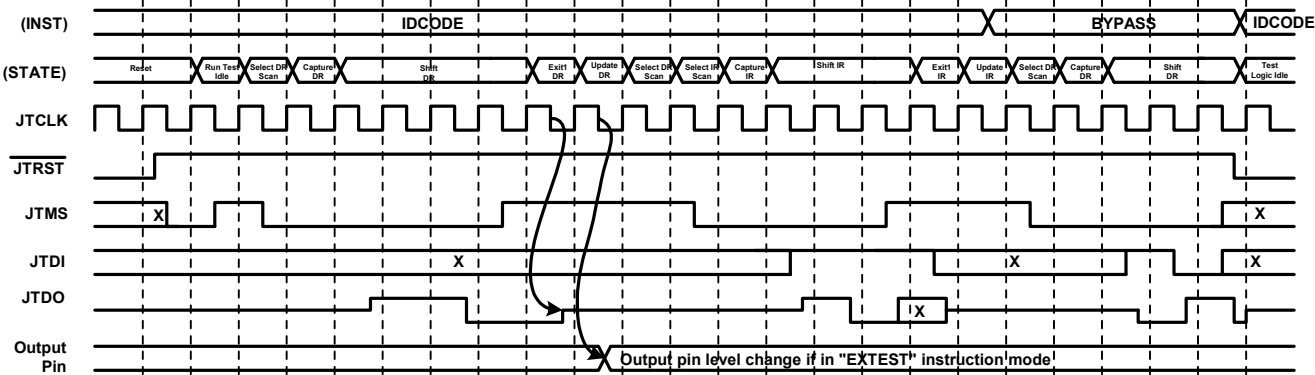 (INST) IDCODE BYPASS IDCODE
(STATE) Reset Run Test Idle Select DR Scan Capture DR Shift DR Exit1 DR Update DR Select DR Scan Select IR Scan Capture IR Shift IR Exit1 IR Update IR Select DR Scan Capture DR Shift DR Test Logic Idle
JTCLK
JTRST
JTMS X X
JTDI X X X
JTDO X
Output Pin Output pin level change if in "EXTEST" instruction mode